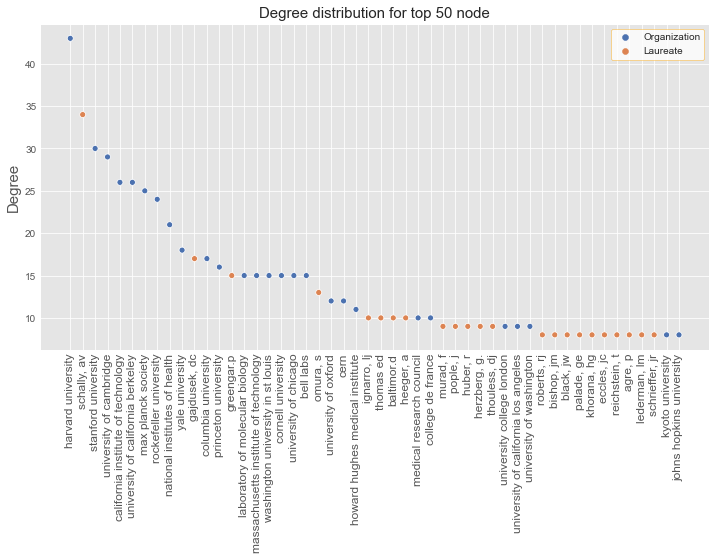 Degree distribution for top 50 node
Organization
Laureate
Degree
40
35
30
25
20
15
10
harvard university
schally, av
stanford university
university of cambridge
california institute of technology
university of california berkeley
max planck society
rockefeller university
national institutes of health
yale university
gajdusek, dc
columbia university
princeton university
greengar.p
laboratory of molecular biology
massachusetts institute of technology
washington university in st louis
cornell university
university of chicago
bell labs
omura, s
university of oxford
cern
howard hughes medical institute
ignarro, lj
thomas ed
baltimor.d
heeger, a
medical research council
college de france
murad, f
pople, j
huber, r
herzberg, g.
thouless, dj
university college london
university of california los angeles
university of washington
roberts, rj
bishop, jm
black, jw
palade, ge
khorana, hg
eccles, jc
reichstein, t
agre, p
lederman, lm
schrieffer, jr
kyoto university
johns hopkins university